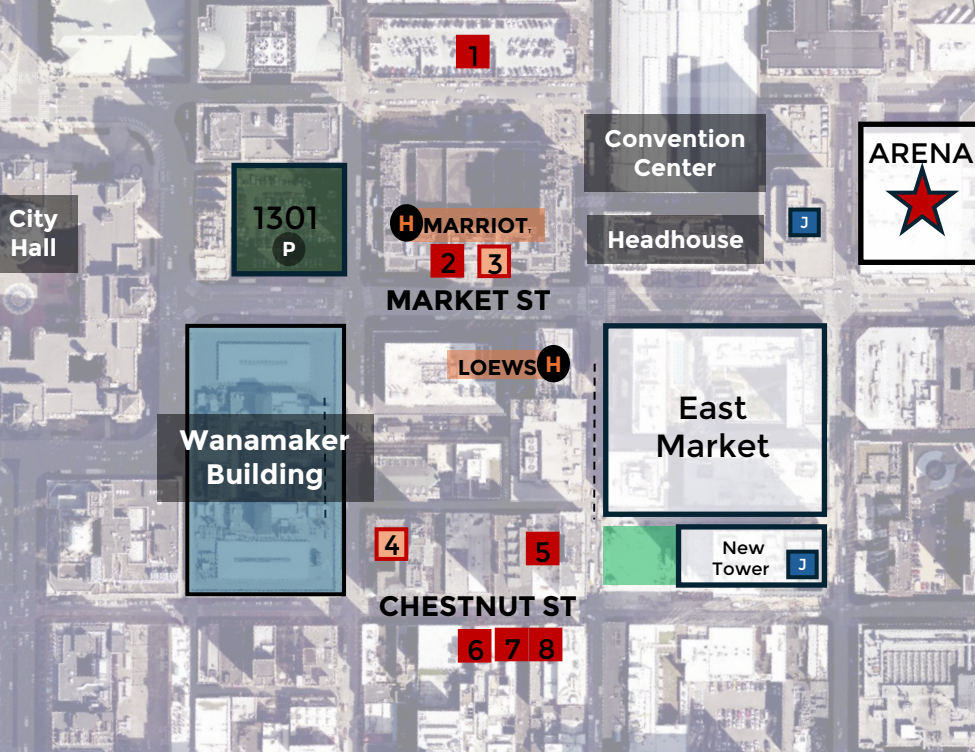 1
Convention
Center
ARENA
1301
P
City
Hall
H MARRIOT,
Headhouse
J
2
3
MARKET ST
LOEWS H
East
Market
Wanamaker
Building
4
5
New
Tower
J
CHESTNUT ST
6 7 8